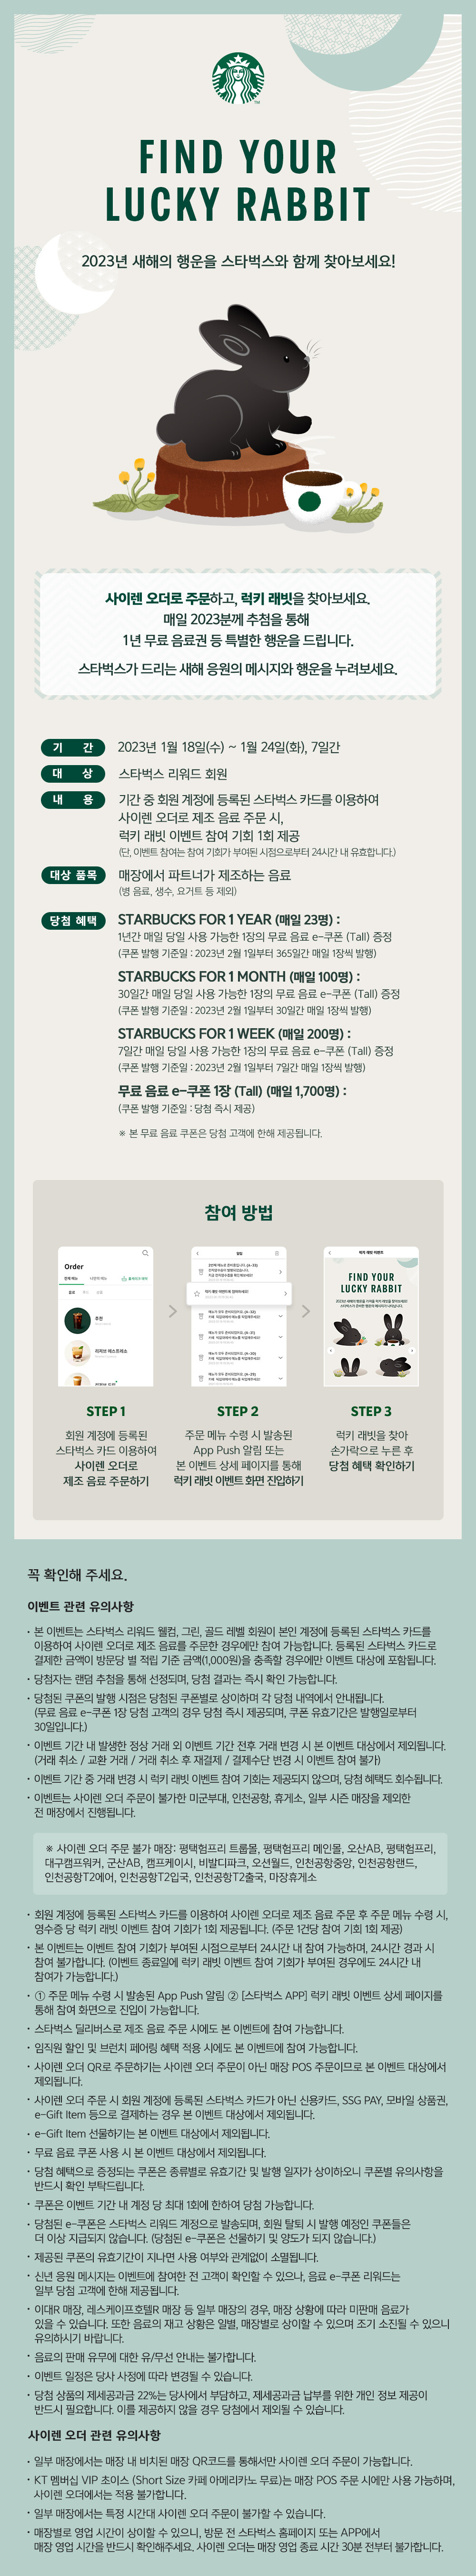 TM
FIND YOUR
LUCKY RABBIT
2023년 새해의 행운을 스타벅스와 함께 찾아보세요!
사이렌 오더로 주문하고, 럭키 래빗을 찾아보세요.
매일 2023분께 추첨을 통해
1년 무료 음료권 등 특별한 행운을 드립니다.
스타벅스가 드리는 새해 응원의 메시지와 행운을 누려보세요.
기 간
2023년 1월 18일(수) ~ 1월 24일(화), 7일간
대 상
스타벅스 리워드 회원
내 용
기간 중 회원 계정에 등록된 스타벅스 카드를 이용하여
사이렌 오더로 제조 음료 주문 시,
럭키 래빗 이벤트 참여 기회 1회 제공
(단, 이벤트 참여는 참여 기회가 부여된 시점으로부터 24시간 내 유효합니다.)
대상 품목
매장에서 파트너가 제조하는 음료
(병 음료, 생수, 요거트 등 제외)
당첨 혜택
STARBUCKS FOR 1 YEAR (매일 23명) :
1년간 매일 당일 사용 가능한 1장의 무료 음료 e-쿠폰 (Tall) 증정
(쿠폰 발행 기준일 : 2023년 2월 1일부터 365일간 매일 1장씩 발행)
STARBUCKS FOR 1 MONTH (매일 100명) :
30일간 매일 당일 사용 가능한 1장의 무료 음료 e-쿠폰 (Tall) 증정
(쿠폰 발행 기준일 : 2023년 2월 1일부터 30일간 매일 1장씩 발행)
STARBUCKS FOR 1 WEEK (매일 200명) :
7일간 매일 당일 사용 가능한 1장의 무료 음료 e-쿠폰 (Tall) 증정
(쿠폰 발행 기준일 : 2023년 2월 1일부터 7일간 매일 1장씩 발행)
무료 음료 e-쿠폰 1장 (Tall) (매일 1,700명) :
(쿠폰 발행 기준일 : 당첨 즉시 제공)
※ 본 무료 음료 쿠폰은 당첨 고객에 한해 제공됩니다.
참여 방법
Order
추천
리저브 에스프레소
FIND YOUR
LUCKY RABBIT
STEP 1
회원 계정에 등록된
스타벅스 카드 이용하여
사이렌 오더로
제조 음료 주문하기
STEP 2
주문 메뉴 수령 시 발송된
App Push 알림 또는
본 이벤트 상세 페이지를 통해
럭키 래빗 이벤트 화면 진입하기
STEP 3
럭키 래빗을 찾아
손가락으로 누른 후
당첨 혜택 확인하기
꼭 확인해 주세요.
이벤트 관련 유의사항
· 본 이벤트는 스타벅스 리워드 웰컴, 그린, 골드 레벨 회원이 본인 계정에 등록된 스타벅스 카드를
이용하여 사이렌 오더로 제조 음료를 주문한 경우에만 참여 가능합니다. 등록된 스타벅스 카드로
결제한 금액이 방문당 별 적립 기준 금액(1,000원)을 충족할 경우에만 이벤트 대상에 포함됩니다.
· 당첨자는 랜덤 추첨을 통해 선정되며, 당첨 결과는 즉시 확인 가능합니다.
· 당첨된 쿠폰의 발행 시점은 당첨된 쿠폰별로 상이하며 각 당첨 내역에서 안내됩니다.
(무료 음료 e-쿠폰 1장 당첨 고객의 경우 당첨 즉시 제공되며, 쿠폰 유효기간은 발행일로부터
30일입니다.)
· 이벤트 기간 내 발생한 정상 거래 외 이벤트 기간 전후 거래 변경 시 본 이벤트 대상에서 제외됩니다.
(거래 취소 / 교환 거래 / 거래 취소 후 재결제 / 결제수단 변경 시 이벤트 참여 불가)
· 이벤트 기간 중 거래 변경 시 럭키 래빗 이벤트 참여 기회는 제공되지 않으며, 당첨 혜택도 회수됩니다.
· 이벤트는 사이렌 오더 주문이 불가한 미군부대, 인천공항, 휴게소, 일부 시즌 매장을 제외한
전 매장에서 진행됩니다.
※ 사이렌 오더 주문 불가 매장: 평택험프리 트룹몰, 평택험프리 메인몰, 오산AB, 평택험프리,
대구캠프워커, 군산AB, 캠프케이시, 비발디파크, 오션월드, 인천공항중앙, 인천공항랜드,
인천공항T2에어, 인천공항T2입국, 인천공항T2출국, 마장휴게소
· 회원 계정에 등록된 스타벅스 카드를 이용하여 사이렌 오더로 제조 음료 주문 후 주문 메뉴 수령 시,
영수증 당 럭키 래빗 이벤트 참여 기회가 1회 제공됩니다. (주문 1건당 참여 기회 1회 제공)
· 본 이벤트는 이벤트 참여 기회가 부여된 시점으로부터 24시간 내 참여 가능하며, 24시간 경과 시
참여 불가합니다. (이벤트 종료일에 럭키 래빗 이벤트 참여 기회가 부여된 경우에도 24시간 내
참여가 가능합니다.)
· ① 주문 메뉴 수령 시 발송된 App Push 알림 ② [스타벅스 APP] 럭키 래빗 이벤트 상세 페이지를
통해 참여 화면으로 진입이 가능합니다.
· 스타벅스 딜리버스로 제조 음료 주문 시에도 본 이벤트에 참여 가능합니다.
· 임직원 할인 및 브런치 페어링 혜택 적용 시에도 본 이벤트에 참여 가능합니다.
· 사이렌 오더 QR로 주문하기는 사이렌 오더 주문이 아닌 매장 POS 주문이므로 본 이벤트 대상에서
제외됩니다.
· 사이렌 오더 주문 시 회원 계정에 등록된 스타벅스 카드가 아닌 신용카드, SSG PAY, 모바일 상품권,
e-Gift Item 등으로 결제하는 경우 본 이벤트 대상에서 제외됩니다.
· e-Gift Item 선물하기는 본 이벤트 대상에서 제외됩니다.
· 무료 음료 쿠폰 사용 시 본 이벤트 대상에서 제외됩니다.
· 당첨 혜택으로 증정되는 쿠폰은 종류별로 유효기간 및 발행 일자가 상이하오니 쿠폰별 유의사항을
반드시 확인 부탁드립니다.
· 쿠폰은 이벤트 기간 내 계정 당 최대 1회에 한하여 당첨 가능합니다.
· 당첨된 e-쿠폰은 스타벅스 리워드 계정으로 발송되며, 회원 탈퇴 시 발행 예정인 쿠폰들은
더 이상 지급되지 않습니다. (당첨된 e-쿠폰은 선물하기 및 양도가 되지 않습니다.)
· 제공된 쿠폰의 유효기간이 지나면 사용 여부와 관계없이 소멸됩니다.
· 신년 응원 메시지는 이벤트에 참여한 전 고객이 확인할 수 있으나, 음료 e-쿠폰 리워드는
일부 당첨 고객에 한해 제공됩니다.
· 이대R 매장, 레스케이프호텔R 매장 등 일부 매장의 경우, 매장 상황에 따라 미판매 음료가
있을 수 있습니다. 또한 음료의 재고 상황은 일별, 매장별로 상이할 수 있으며 조기 소진될 수 있으니
유의하시기 바랍니다.
· 음료의 판매 유무에 대한 유/무선 안내는 불가합니다.
· 이벤트 일정은 당사 사정에 따라 변경될 수 있습니다.
· 당첨 상품의 제세공과금 22%는 당사에서 부담하고, 제세공과금 납부를 위한 개인 정보 제공이
반드시 필요합니다. 이를 제공하지 않을 경우 당첨에서 제외될 수 있습니다.
사이렌 오더 관련 유의사항
· 일부 매장에서는 매장 내 비치된 매장 QR코드를 통해서만 사이렌 오더 주문이 가능합니다.
· KT 멤버십 VIP 초이스 (Short Size 카페 아메리카노 무료)는 매장 POS 주문 시에만 사용 가능하며,
사이렌 오더에서는 적용 불가합니다.
· 일부 매장에서는 특정 시간대 사이렌 오더 주문이 불가할 수 있습니다.
· 매장별로 영업 시간이 상이할 수 있으니, 방문 전 스타벅스 홈페이지 또는 APP에서
매장 영업 시간을 반드시 확인해주세요. 사이렌 오더는 매장 영업 종료 시간 30분 전부터 불가합니다.